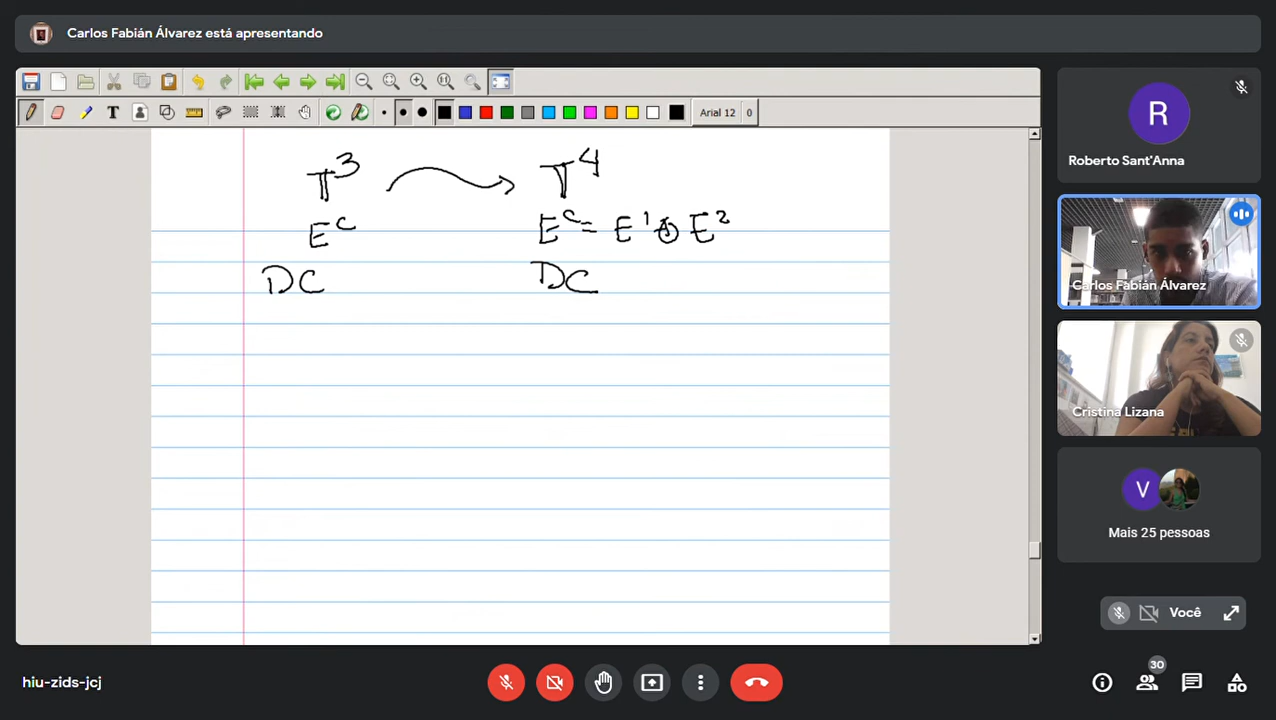 Carlos Fabián Álvarez está apresentando
Arial 12 0
T³ T⁴
Eᶜ Eᶜ= E¹⊕E²
DC DC
R
Roberto Sant'Anna
Carlos Fabián Álvarez
Cristina Lizana
V
Mais 25 pessoas
Você
hiu-zids-jcj
30